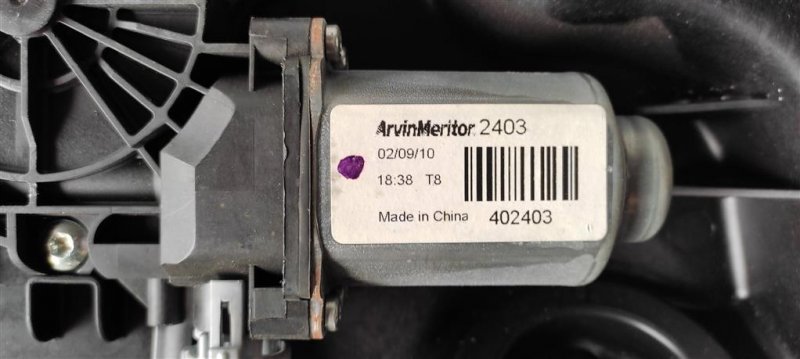 ArvinMeritor 2403
02/09/10
18:38 T8
Made in China 402403